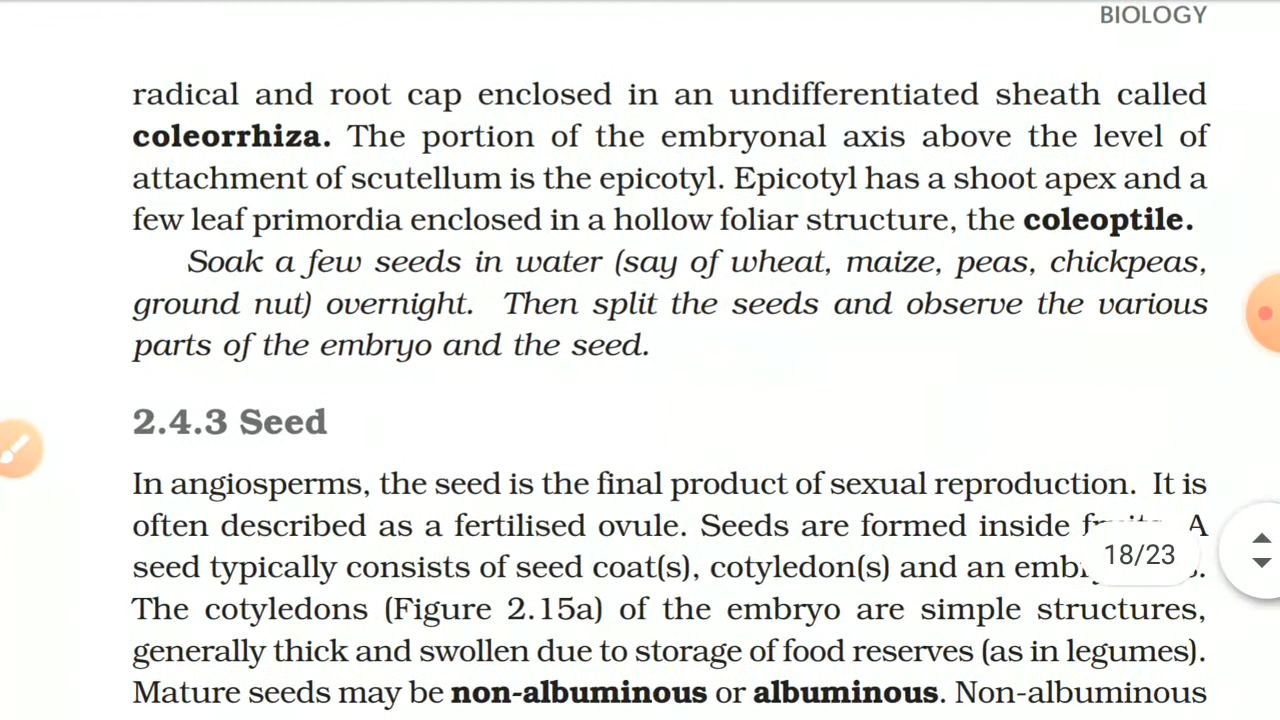 BIOLOGY
radical and root cap enclosed in an undifferentiated sheath called
coleorrhiza. The portion of the embryonal axis above the level of
attachment of scutellum is the epicotyl. Epicotyl has a shoot apex and a
few leaf primordia enclosed in a hollow foliar structure, the coleoptile.
Soak a few seeds in water (say of wheat, maize, peas, chickpeas,
ground nut) overnight. Then split the seeds and observe the various
parts of the embryo and the seed.
2.4.3 Seed
In angiosperms, the seed is the final product of sexual reproduction. It is
often described as a fertilised ovule. Seeds are formed inside A
seed typically consists of seed coat(s), cotyledon(s) and an
18/23
The cotyledons (Figure 2.15a) of the embryo are simple structures,
generally thick and swollen due to storage of food reserves (as in legumes).
Mature seeds may be non-albuminous or albuminous. Non-albuminous